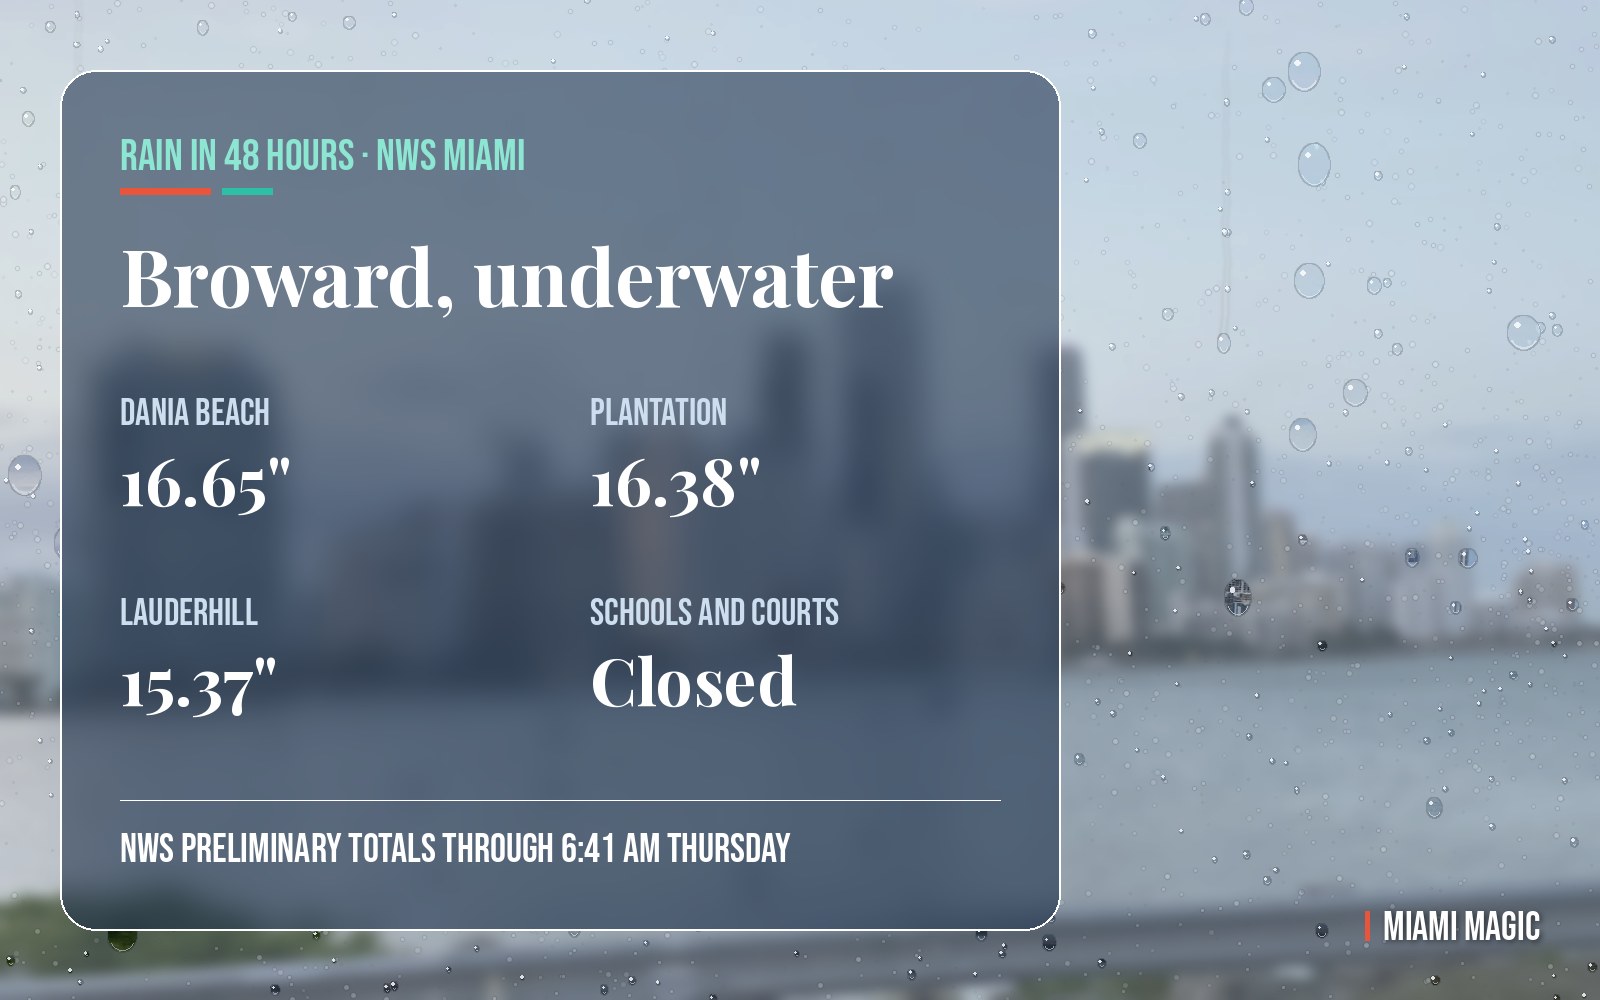 RAIN IN 48 HOURS · NWS MIAMI
Broward, underwater
DANIA BEACH
16.65"
PLANTATION
16.38"
LAUDERHILL
15.37"
SCHOOLS AND COURTS
Closed
NWS PRELIMINARY TOTALS THROUGH 6:41 AM THURSDAY
MIAMI MAGIC